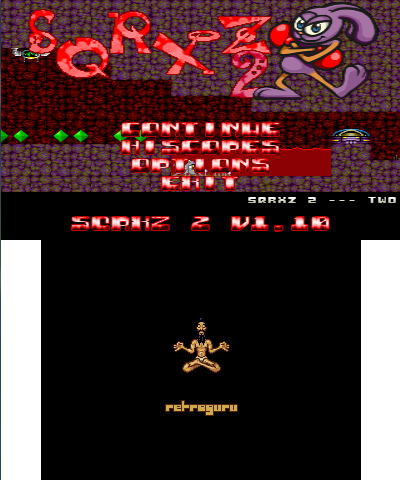 SQRXZ
2
CONTINUE
HISCORES
OPTIONS
EXIT
SQRXZ 2 --- TWO
SQRXZ 2 V1.10
retroguru